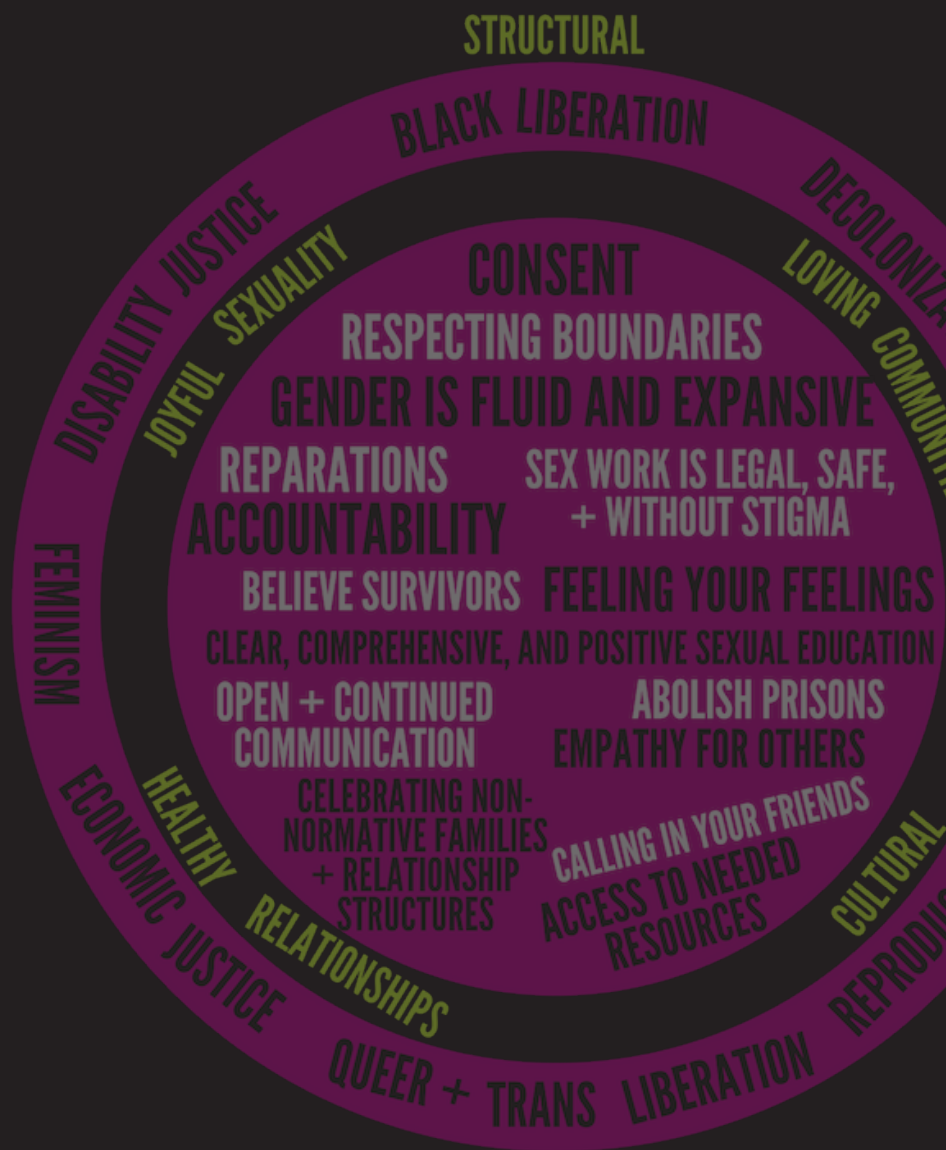 STRUCTURAL
BLACK LIBERATION
DISABILITY JUSTICE
JOYFUL SEXUALITY
LOVING
CONSENT
RESPECTING BOUNDARIES
GENDER IS FLUID AND EXPANSIVE
REPARATIONS
SEX WORK IS LEGAL, SAFE,
+ WITHOUT STIGMA
ACCOUNTABILITY
BELIEVE SURVIVORS
FEELING YOUR FEELINGS
CLEAR, COMPREHENSIVE, AND POSITIVE SEXUAL EDUCATION
OPEN + CONTINUED
COMMUNICATION
ABOLISH PRISONS
EMPATHY FOR OTHERS
CELEBRATING NON-
NORMATIVE FAMILIES
+ RELATIONSHIP
STRUCTURES
CALLING IN YOUR FRIENDS
ACCESS TO NEEDED
RESOURCES
FEMINISM
HEALTHY RELATIONSHIPS
CULTURAL
ECONOMIC JUSTICE
QUEER + TRANS LIBERATION